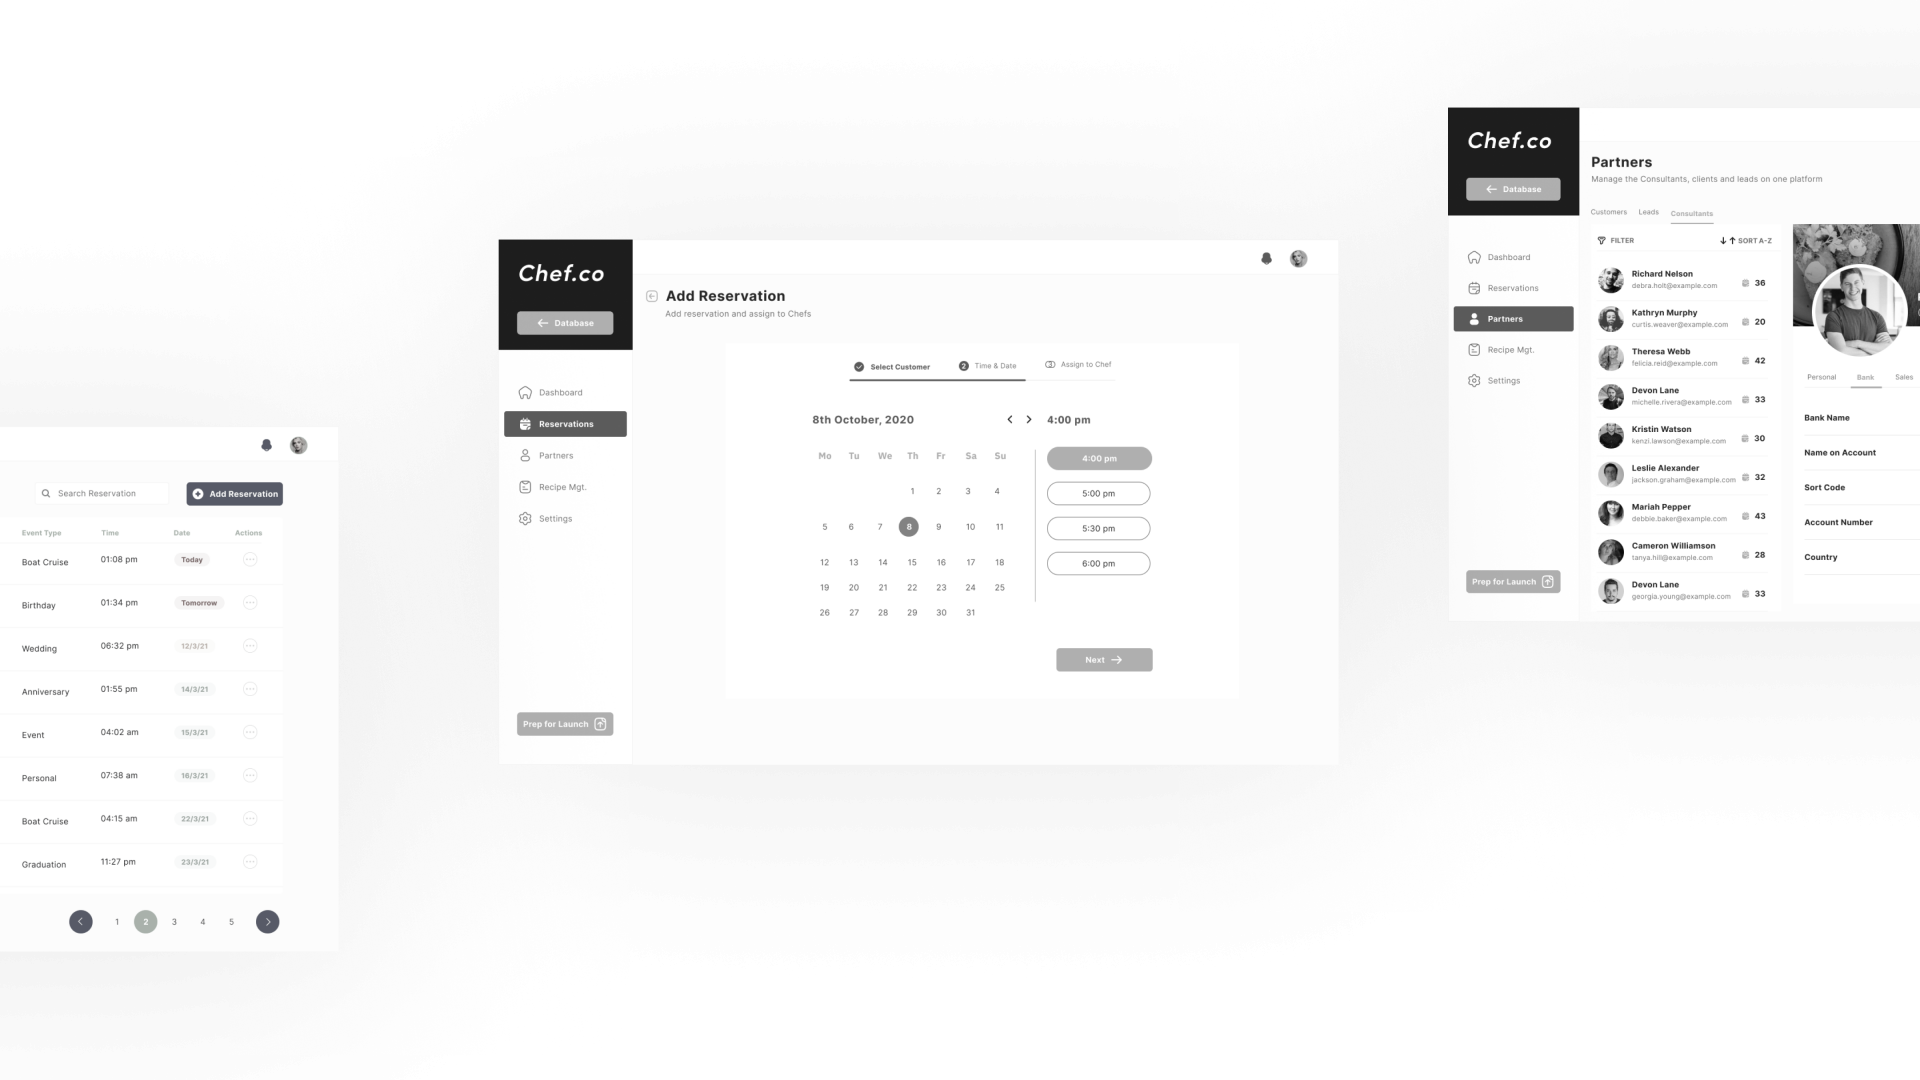 Search Reservation
Add Reservation
Event Type Time Date Actions
Boat Cruise 01:08 pm Today
Birthday 01:34 pm Tomorrow
Wedding 06:32 pm 12/3/21
Anniversary 01:55 pm 14/3/21
Event 04:02 am 15/3/21
Personal 07:38 am 16/3/21
Boat Cruise 04:15 am 22/3/21
Graduation 11:27 pm 23/3/21
1 2 3 4 5
Chef.co
Database
Dashboard
Reservations
Partners
Recipe Mgt.
Settings
Prep for Launch
Add Reservation
Add reservation and assign to Chefs
Select Customer 2 Time & Date Assign to Chef
8th October, 2020
Mo Tu We Th Fr Sa Su
1 2 3 4
5 6 7 8 9 10 11
12 13 14 15 16 17 18
19 20 21 22 23 24 25
26 27 28 29 30 31
4:00 pm
4:00 pm
5:00 pm
5:30 pm
6:00 pm
Next
Chef.co
Database
Dashboard
Reservations
Partners
Recipe Mgt.
Settings
Prep for Launch
Partners
Manage the Consultants, clients and leads on one platform
Customers Leads Consultants
FILTER SORT A-Z
Richard Nelson
debra.holt@example.com 36
Kathryn Murphy
curtis.weaver@example.com 20
Theresa Webb
felicia.reid@example.com 42
Devon Lane
michelle.rivera@example.com 33
Kristin Watson
kenzi.lawson@example.com 30
Leslie Alexander
jackson.graham@example.com 32
Mariah Pepper
debbie.baker@example.com 43
Cameron Williamson
tanya.hill@example.com 28
Devon Lane
georgia.young@example.com 33
Personal Bank Sales
Bank Name
Name on Account
Sort Code
Account Number
Country